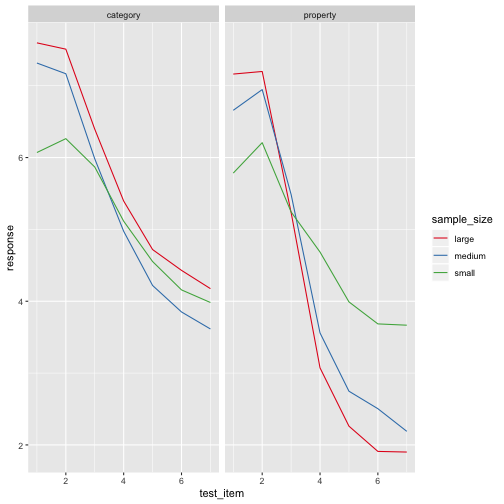 category property
6
4
2
response
2 4 6 2 4 6
test_item
sample_size
large
medium
small